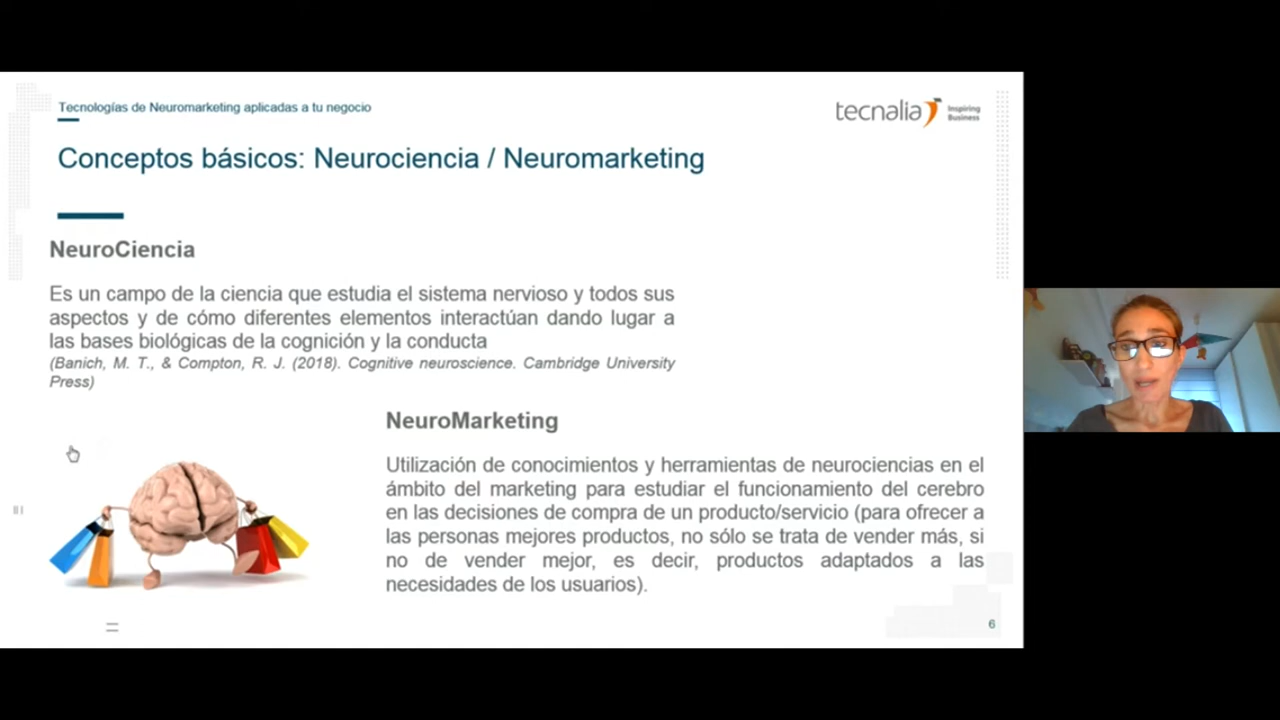 Tecnologías de Neuromarketing aplicadas a tu negocio
tecnalia Inspiring
Business
Conceptos básicos: Neurociencia / Neuromarketing
NeuroCiencia
Es un campo de la ciencia que estudia el sistema nervioso y todos sus
aspectos y de cómo diferentes elementos interactúan dando lugar a
las bases biológicas de la cognición y la conducta
(Banich, M. T., & Compton, R. J. (2018). Cognitive neuroscience. Cambridge University
Press)
NeuroMarketing
Utilización de conocimientos y herramientas de neurociencias en el
ámbito del marketing para estudiar el funcionamiento del cerebro
en las decisiones de compra de un producto/servicio (para ofrecer a
las personas mejores productos, no sólo se trata de vender más, si
no de vender mejor, es decir, productos adaptados a las
necesidades de los usuarios).
6